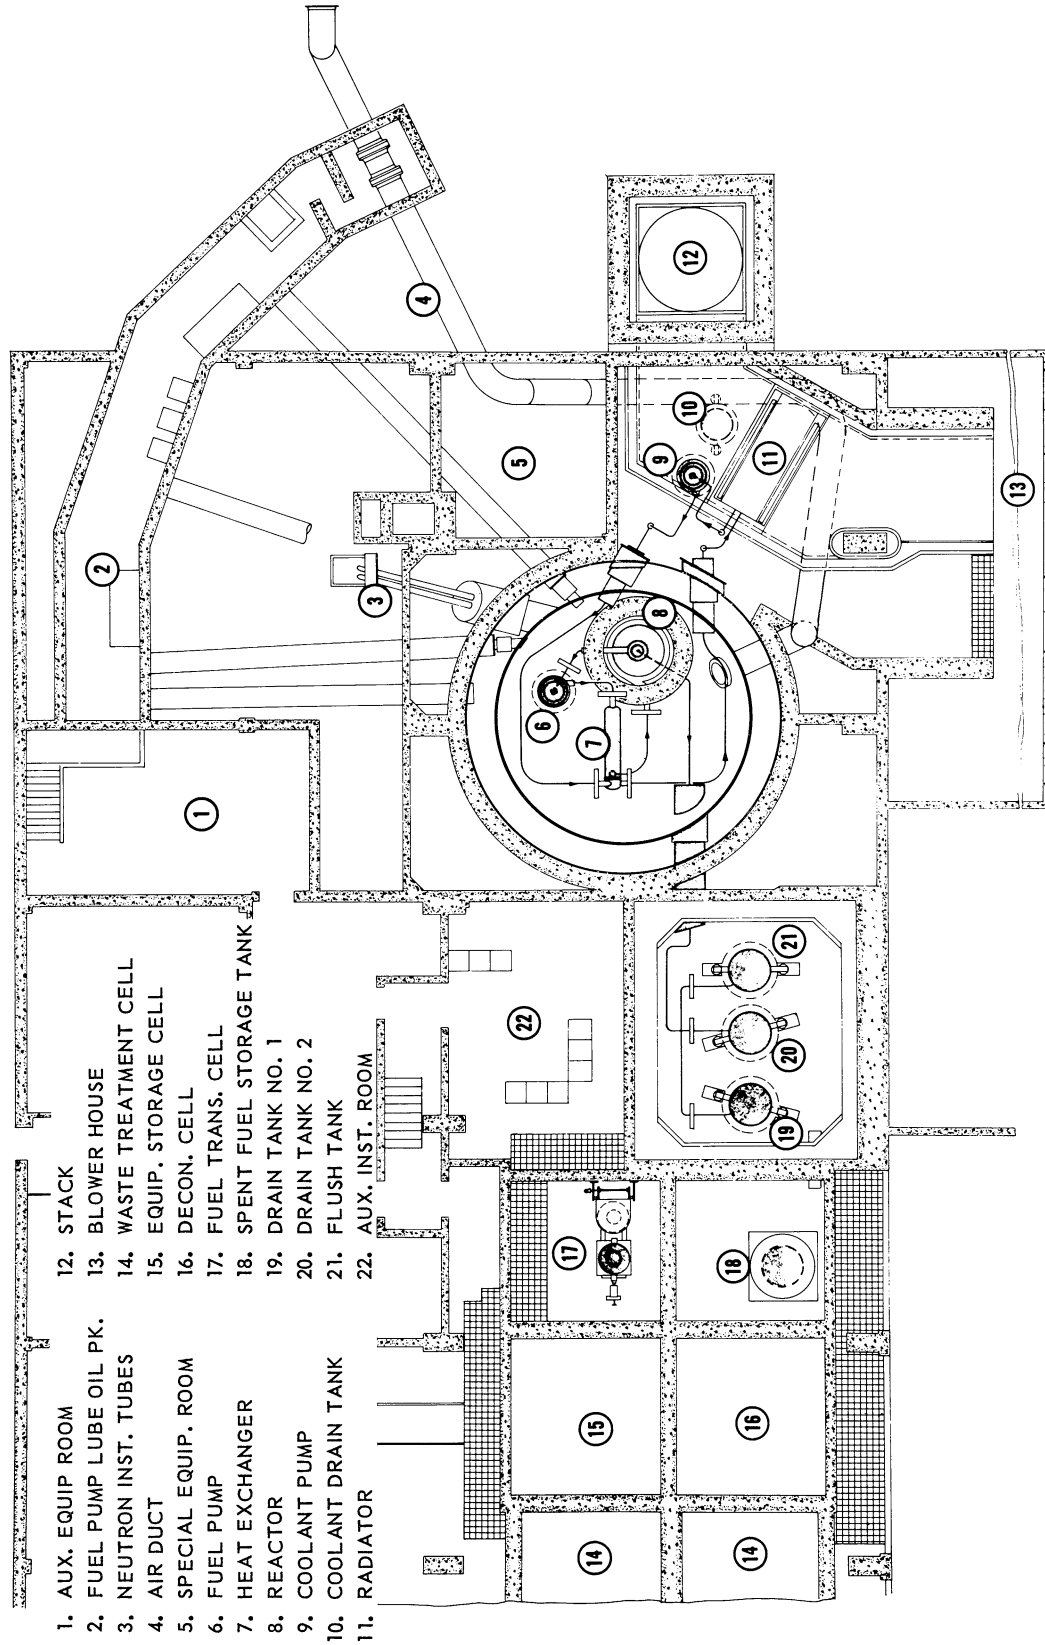 1. AUX. EQUIP ROOM
2. FUEL PUMP LUBE OIL PK.
3. NEUTRON INST. TUBES
4. AIR DUCT
5. SPECIAL EQUIP. ROOM
6. FUEL PUMP
7. HEAT EXCHANGER
8. REACTOR
9. COOLANT PUMP
10. COOLANT DRAIN TANK
11. RADIATOR
12. STACK
13. BLOWER HOUSE
14. WASTE TREATMENT CELL
15. EQUIP. STORAGE CELL
16. DECON. CELL
17. FUEL TRANS. CELL
18. SPENT FUEL STORAGE TANK
19. DRAIN TANK NO. 1
20. DRAIN TANK NO. 2
21. FLUSH TANK
22. AUX. INST. ROOM
1
2
3
4
5
6
7
8
9
10
11
12
13
14
14
15
16
17
18
19
20
21
22